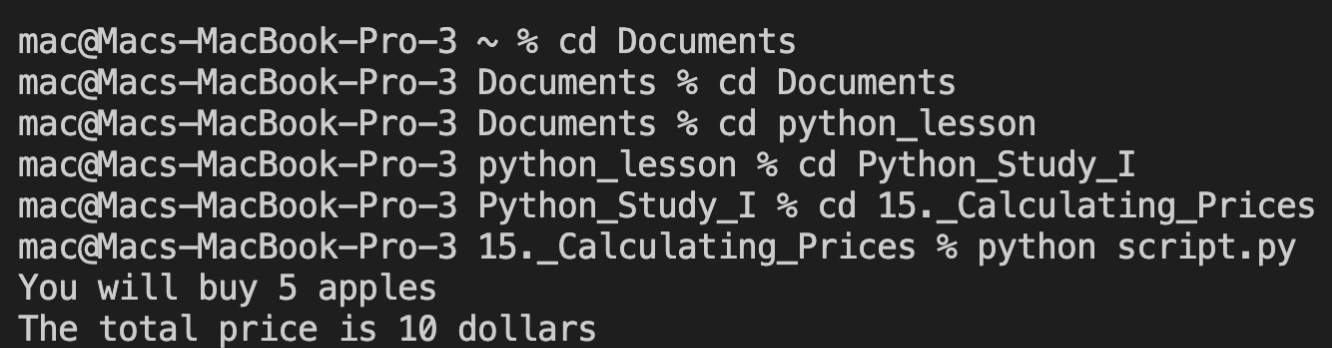 mac@Macs-MacBook-Pro-3 ~ % cd Documents
mac@Macs-MacBook-Pro-3 Documents % cd Documents
mac@Macs-MacBook-Pro-3 Documents % cd python_lesson
mac@Macs-MacBook-Pro-3 python_lesson % cd Python_Study_I
mac@Macs-MacBook-Pro-3 Python_Study_I % cd 15._Calculating_Prices
mac@Macs-MacBook-Pro-3 15._Calculating_Prices % python script.py
You will buy 5 apples
The total price is 10 dollars